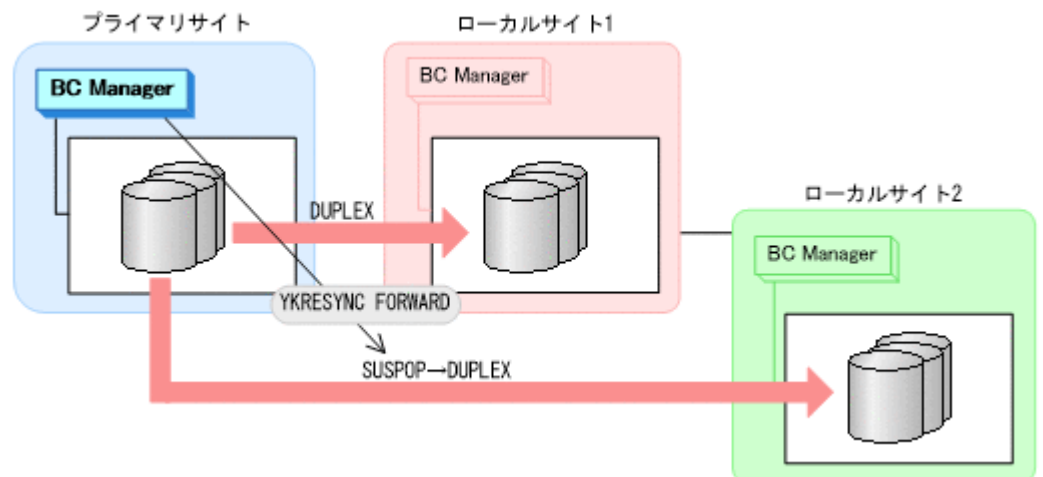 プライマリサイト
ローカルサイト1
BC Manager
BC Manager
DUPLEX
ローカルサイト2
BC Manager
YKRESYNC FORWARD
SUSPOP→DUPLEX